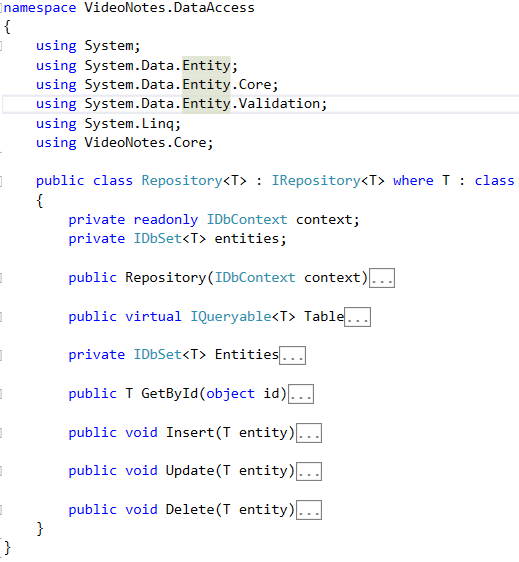 namespace VideoNotes.DataAccess
{
    using System;
    using System.Data.Entity;
    using System.Data.Entity.Core;
    using System.Data.Entity.Validation;
    using System.Linq;
    using VideoNotes.Core;
    public class Repository<T> : IRepository<T> where T : class
    {
        private readonly IDbContext context;
        private IDbSet<T> entities;
        public Repository(IDbContext context)...
        public virtual IQueryable<T> Table...
        private IDbSet<T> Entities...
        public T GetById(object id)...
        public void Insert(T entity)...
        public void Update(T entity)...
        public void Delete(T entity)...
    }
}